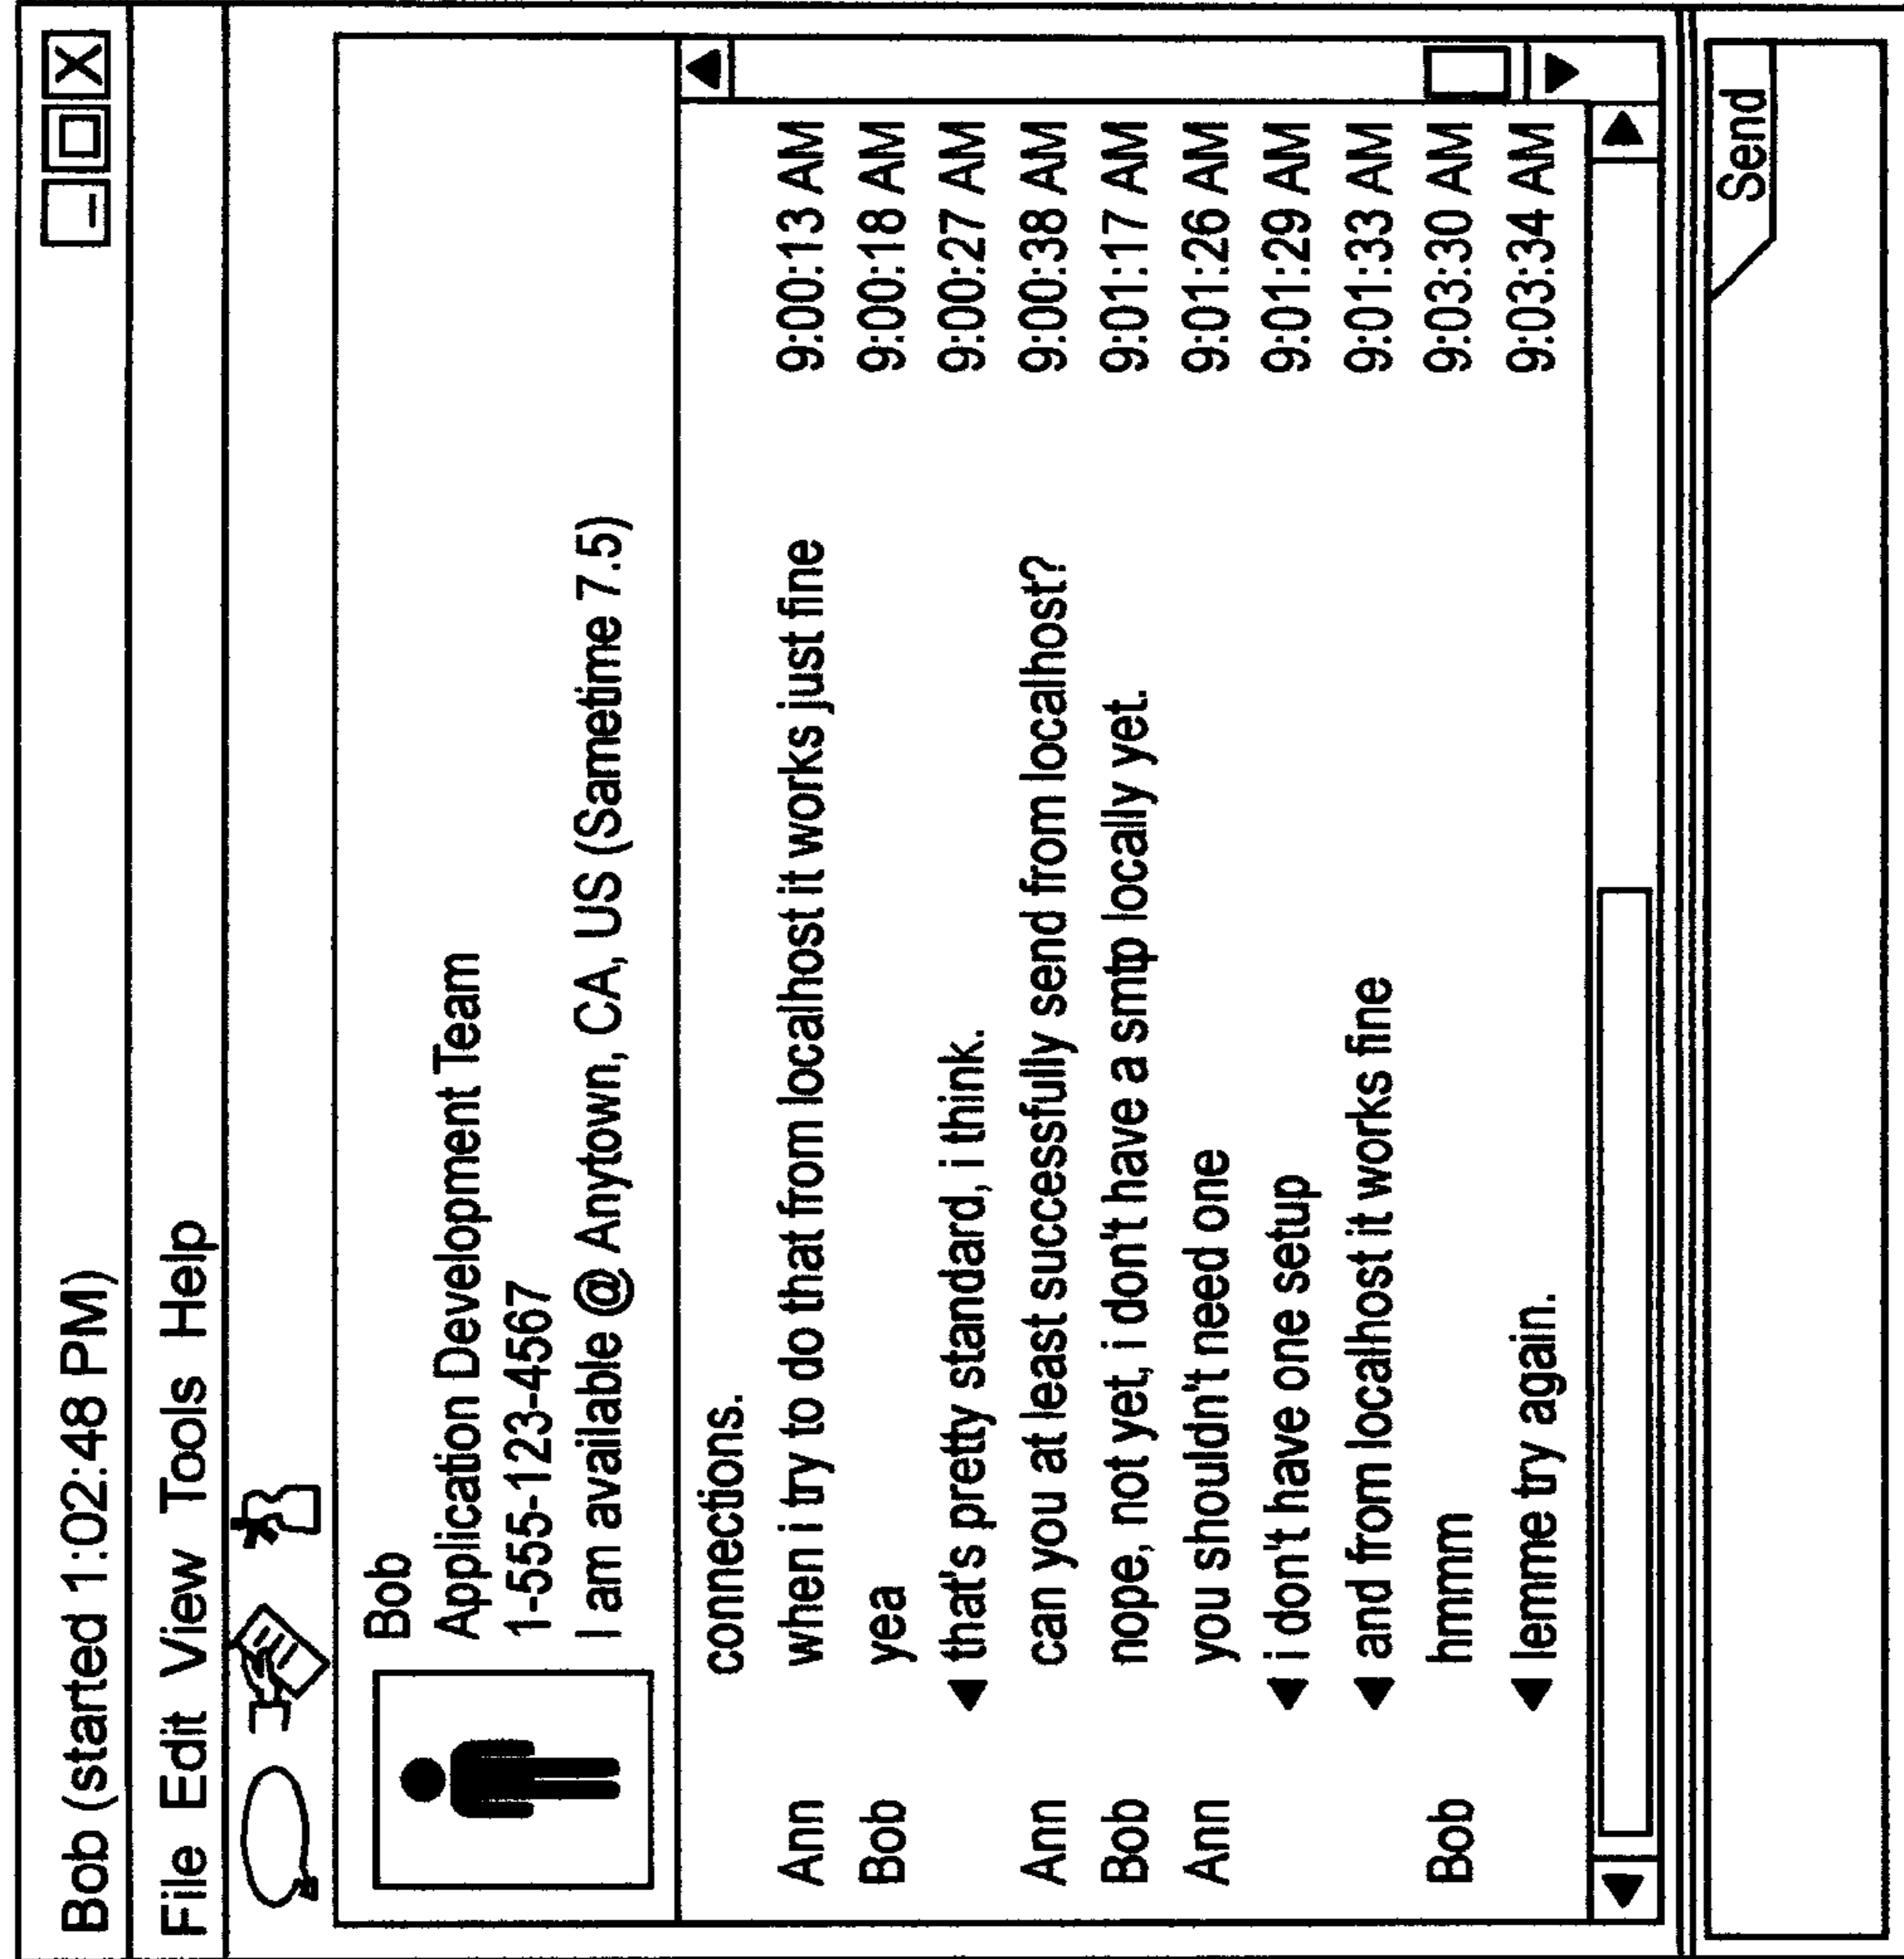 Bob (started 1:02:48 PM)
File Edit View Tools Help
Bob
Application Development Team
1-555-123-4567
I am available @ Anytown, CA, US (Sametime 7.5)
connections.
Ann when i try to do that from localhost it works just fine 9:00:13 AM
Bob yea 9:00:18 AM
that's pretty standard, i think. 9:00:27 AM
Ann can you at least successfully send from localhost? 9:00:38 AM
Bob nope, not yet, i don't have a smtp locally yet. 9:01:17 AM
Ann you shouldn't need one 9:01:26 AM
i don't have one setup 9:01:29 AM
and from localhost it works fine 9:01:33 AM
Bob hmmm 9:03:30 AM
lemme try again. 9:03:34 AM
Send